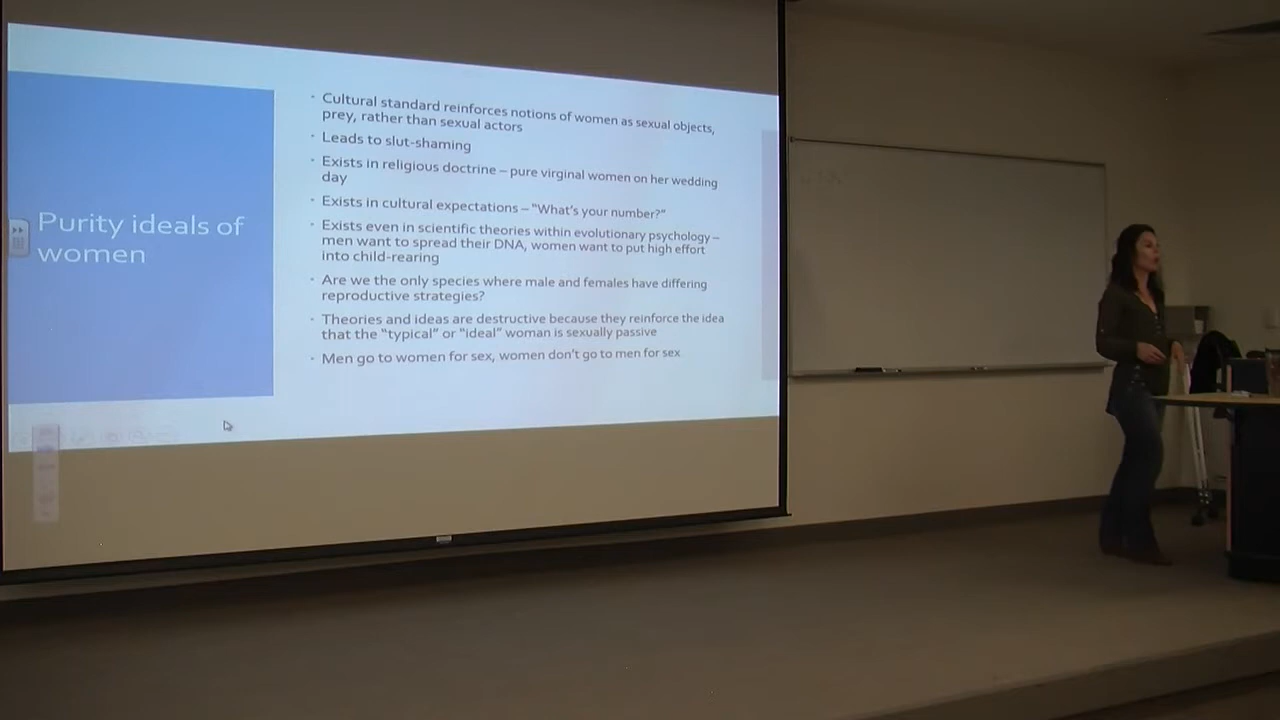 Purity ideals of
women
• Cultural standard reinforces notions of women as sexual objects,
prey, rather than sexual actors
• Leads to slut-shaming
• Exists in religious doctrine – pure virginal women on her wedding
day
• Exists in cultural expectations – "What's your number?"
• Exists even in scientific theories within evolutionary psychology –
men want to spread their DNA, women want to put high effort
into child-rearing
• Are we the only species where male and females have differing
reproductive strategies?
• Theories and ideas are destructive because they reinforce the idea
that the "typical" or "ideal" woman is sexually passive
• Men go to women for sex, women don't go to men for sex